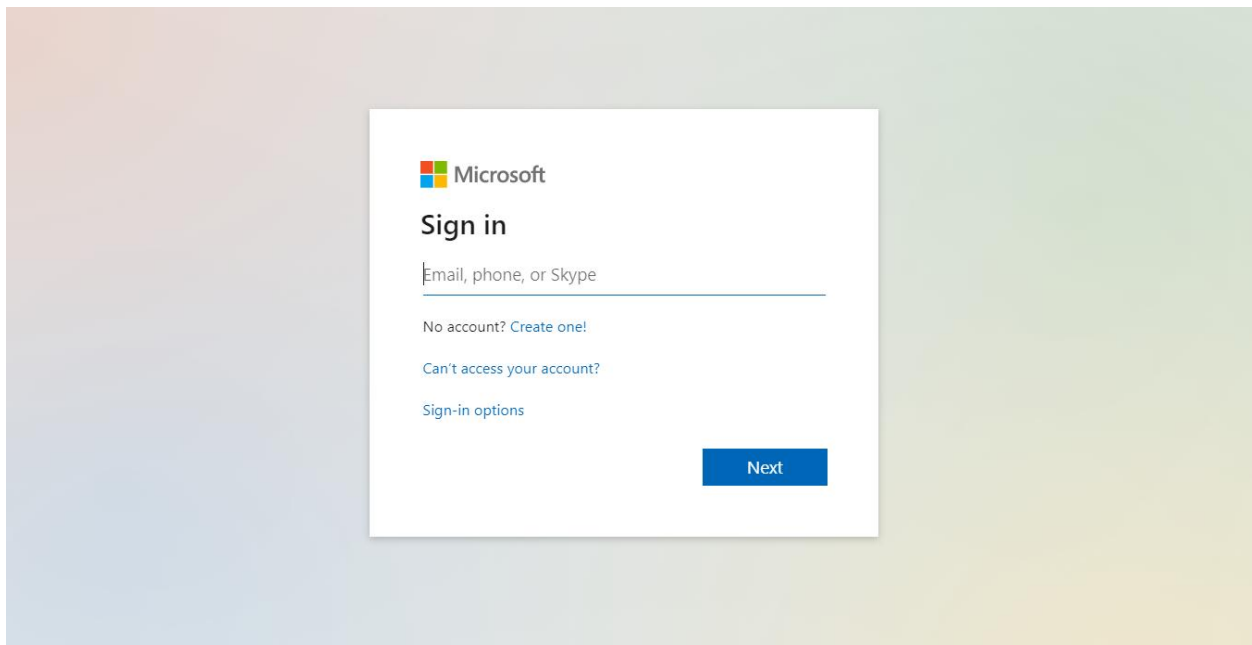 Microsoft
Sign in
Email, phone, or Skype
No account? Create one!
Can't access your account?
Sign-in options
Next